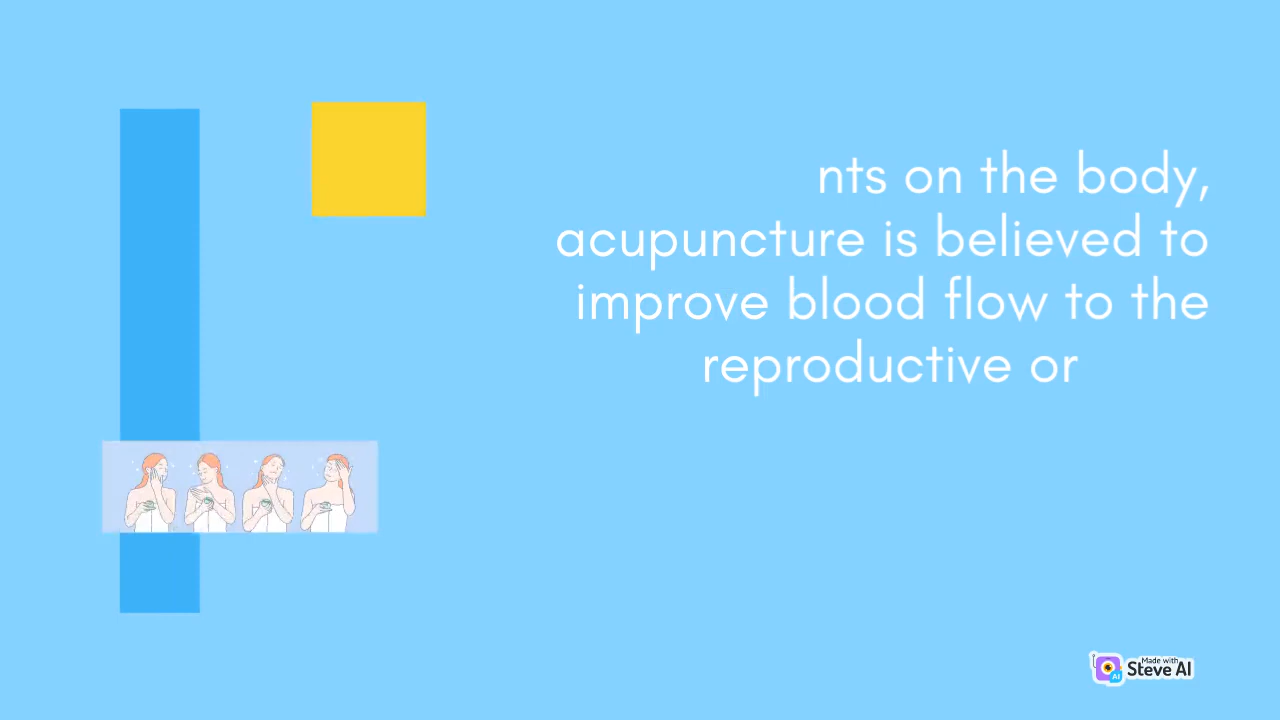 nts on the body,
acupuncture is believed to
improve blood flow to the
reproductive or
Made with
Steve AI
AI